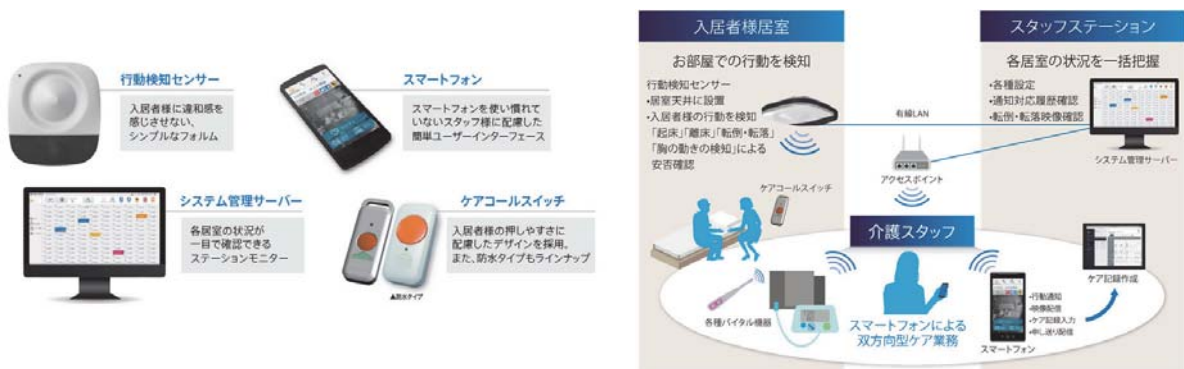 行動検知センサー
入居者様に違和感を
感じさせない、
シンプルなフォルム
スマートフォン
スマートフォンを使い慣れて
いないスタッフ様に配慮した
簡単ユーザーインターフェース
システム管理サーバー
各居室の状況が
一目で確認できる
ステーションモニター
ケアコールスイッチ
入居者様の押しやすさに
配慮したデザインを採用。
また、防水タイプもラインナップ
▲防水タイプ
入居者様居室
お部屋での行動を検知
行動検知センサー
•居室天井に設置
•入居者様の行動を検知
「起床」「離床」「転倒・転落」
「胸の動きの検知」による
安否確認
有線LAN
アクセスポイント
スタッフステーション
各居室の状況を一括把握
•各種設定
•通知対応履歴確認
•転倒・転落映像確認
システム管理サーバー
ケアコールスイッチ
介護スタッフ
各種バイタル機器
スマートフォンによる
双方向型ケア業務
スマートフォン
•行動通知
•映像配信
•ケア記録入力
•申し送り配信
ケア記録作成